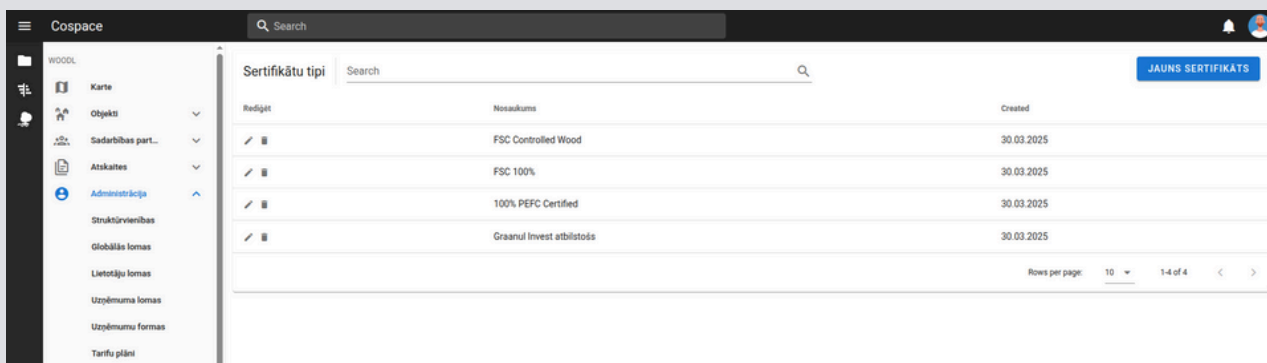 Cospace
Search
WOODL
Karte
Objekti
Sadarbības part...
Atskaites
Administrācija
Struktūrvienības
Globālās lomas
Lietotāju lomas
Uzņēmuma lomas
Uzņēmumu formas
Tarifu plāni
Sertifikātu tipi Search JAUNS SERTIFIKĀTS
Rediģēt Nosaukums Created
FSC Controlled Wood 30.03.2025
FSC 100% 30.03.2025
100% PEFC Certified 30.03.2025
Graanul Invest atbilstošs 30.03.2025
Rows per page: 10 1-4 of 4